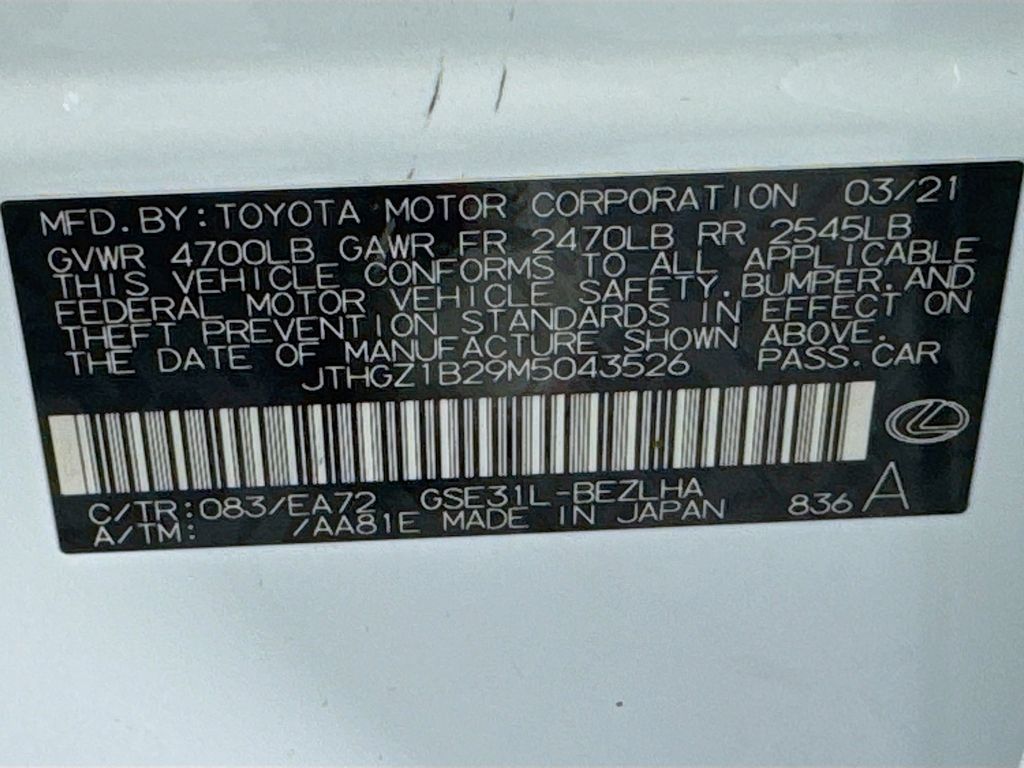 MFD. BY: TOYOTA MOTOR CORPORATION 03/21
GVWR 4700LB GAWR FR 2470LB RR 2545LB
THIS VEHICLE CONFORMS TO ALL APPLICABLE
FEDERAL MOTOR VEHICLE SAFETY, BUMPER, AND
THEFT PREVENTION STANDARDS IN EFFECT ON
THE DATE OF MANUFACTURE SHOWN ABOVE.
JTHGZ1B29M5043526 PASS. CAR
C/TR: 083/EA72 GSE31L-BEZLHA
A/TM: /AA81E MADE IN JAPAN 836 A